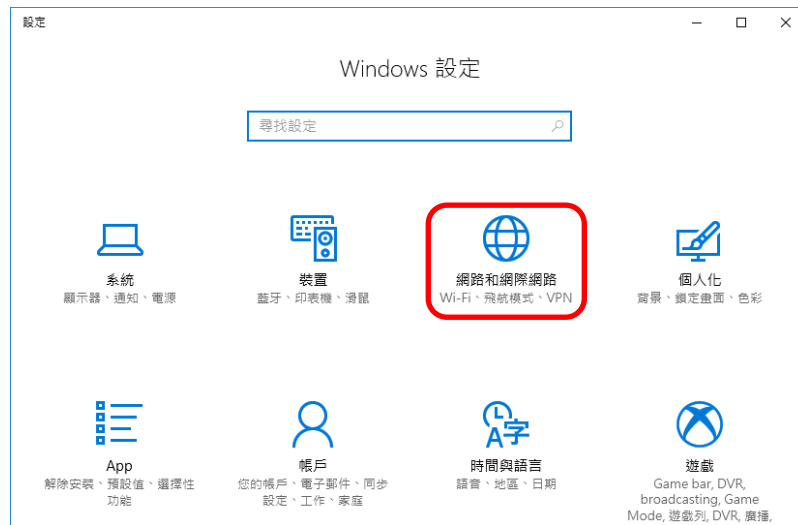 設定
Windows 設定
尋找設定
系統
顯示器、通知、電源
裝置
藍牙、印表機、滑鼠
網路和網際網路
Wi-Fi、飛航模式、VPN
個人化
背景、鎖定畫面、色彩
App
解除安裝、預設值、選擇性
功能
帳戶
您的帳戶、電子郵件、同步
設定、工作、家庭
時間與語言
語音、地區、日期
遊戲
Game bar, DVR,
broadcasting, Game
Mode, 遊戲列, DVR, 廣播,